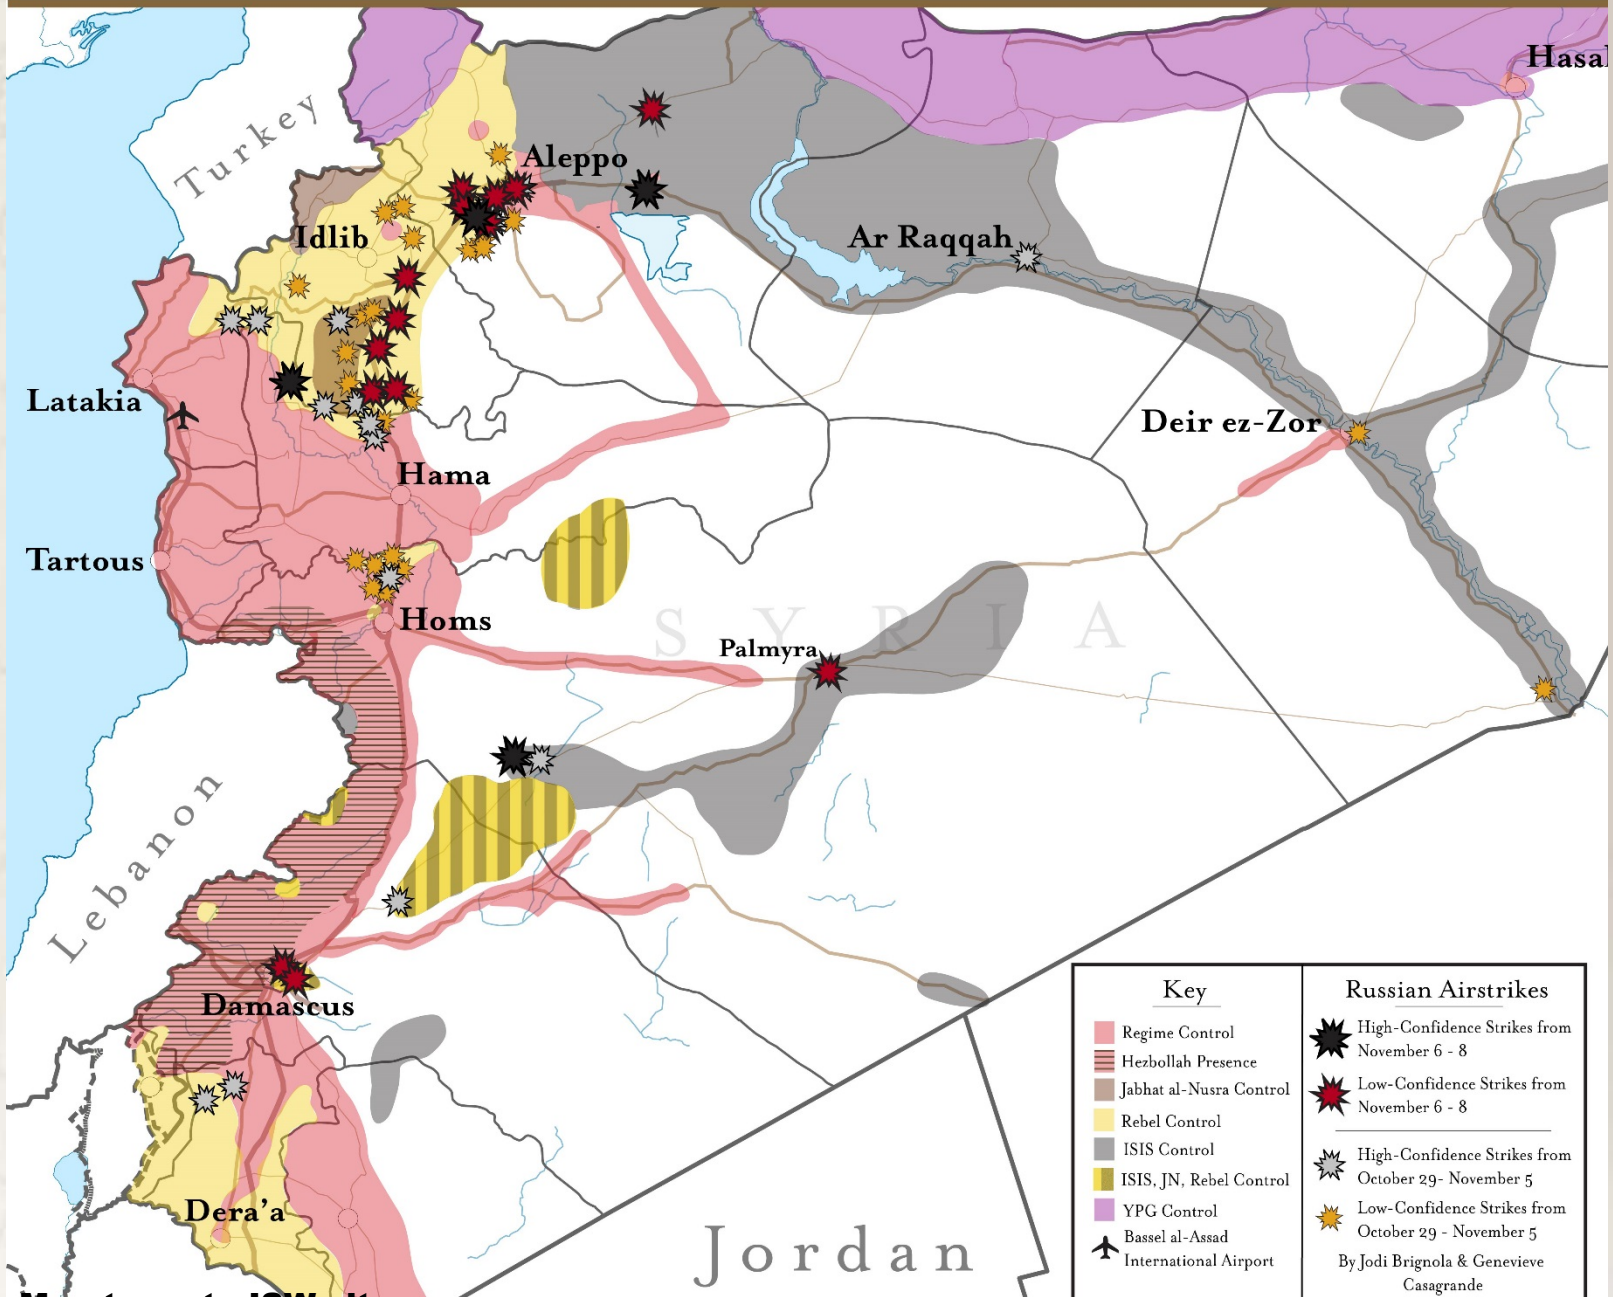 Turkey
Hasa
Aleppo
Idlib
Ar Raqqah
Latakia
Deir ez-Zor
Hama
Tartous
Homs
SYRIA
Palmyra
Lebanon
Damascus
Dera'a
Jordan
Key
Regime Control
Hezbollah Presence
Jabhat al-Nusra Control
Rebel Control
ISIS Control
ISIS, JN, Rebel Control
YPG Control
Bassel al-Assad
International Airport
Russian Airstrikes
High-Confidence Strikes from
November 6 - 8
Low-Confidence Strikes from
November 6 - 8
High-Confidence Strikes from
October 29- November 5
Low-Confidence Strikes from
October 29 - November 5
By Jodi Brignola & Genevieve
Casagrande